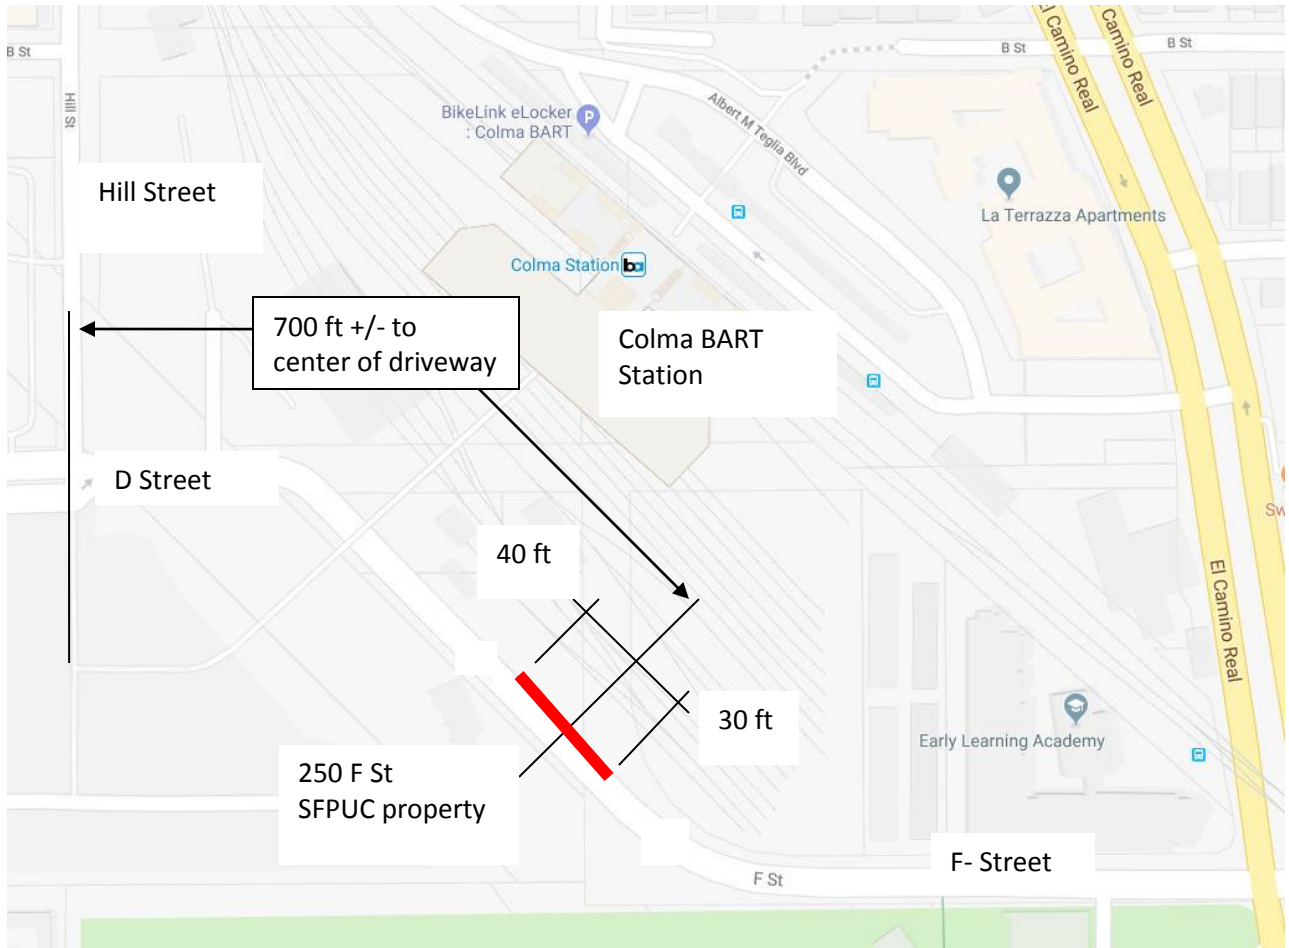 B St
Hill St
El Camino Real
Camino Real
B St
B St
BikeLink eLocker
: Colma BART
P
Albert M Teglia Blvd
Hill Street
La Terrazza Apartments
Colma Station
ba
700 ft +/- to
center of driveway
Colma BART
Station
D Street
Sw
40 ft
El Camino Real
30 ft
Early Learning Academy
250 F St
SFPUC property
F- Street
F St